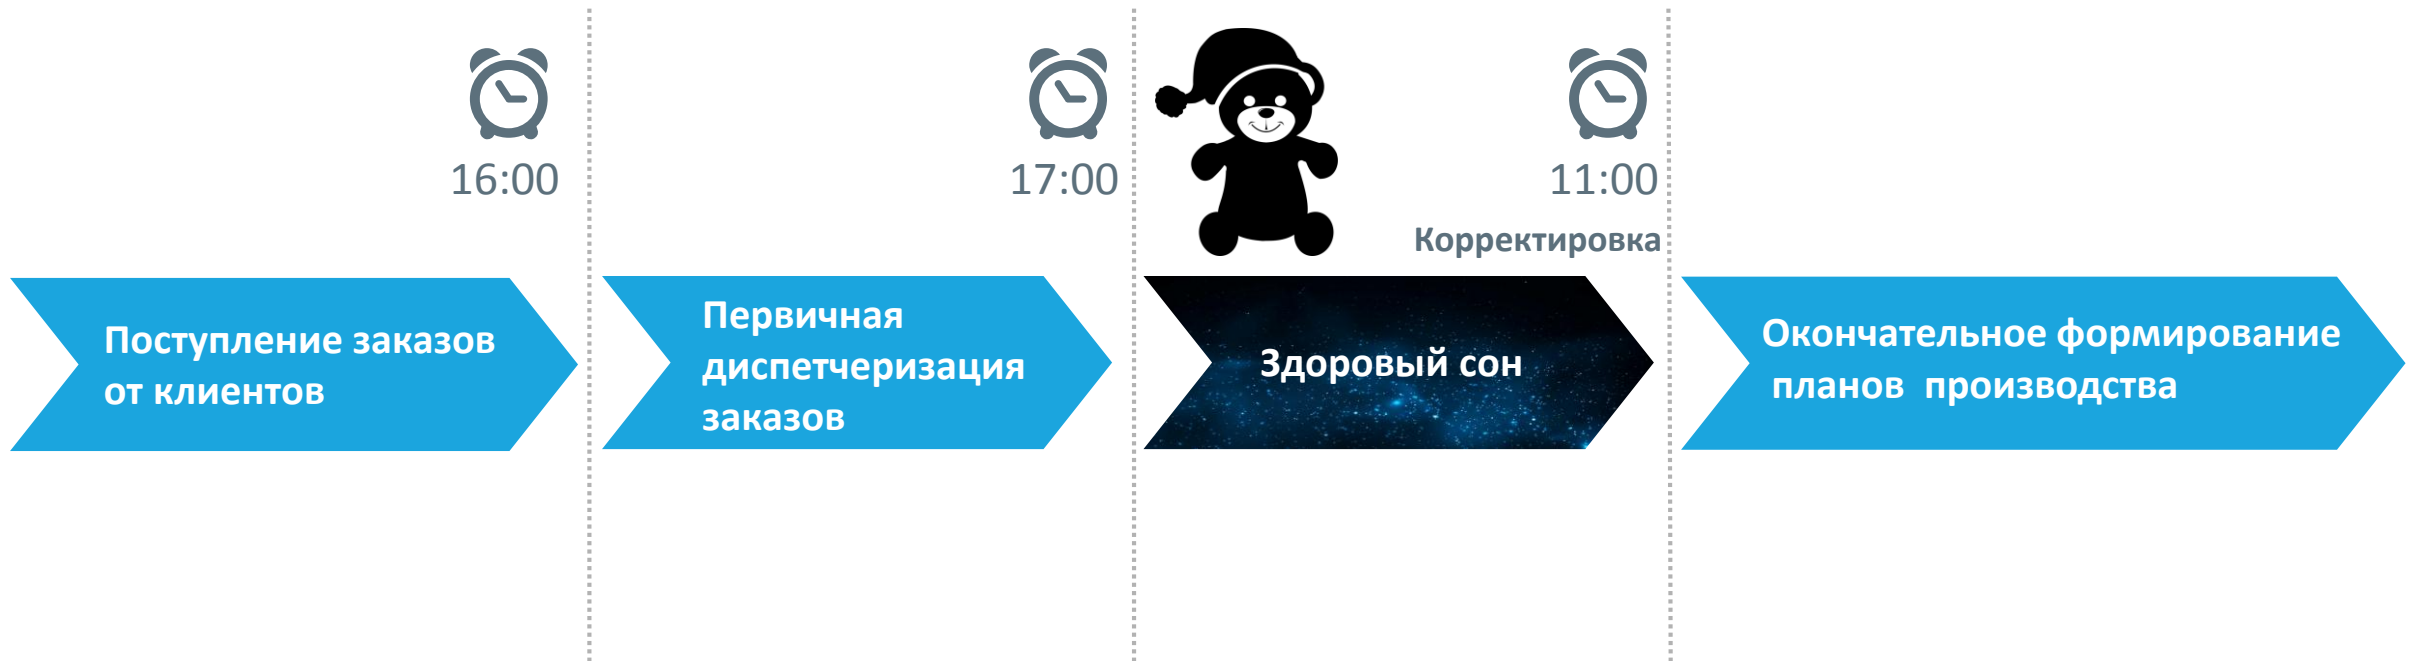 16:00
17:00
11:00
Корректировка
Поступление заказов
от клиентов
Первичная
диспетчеризация
заказов
Здоровый сон
Окончательное формирование
планов производства